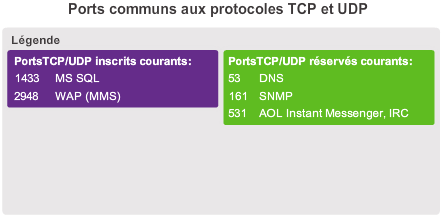 Ports communs aux protocoles TCP et UDP
Légende
PortsTCP/UDP inscrits courants:
1433 MS SQL
2948 WAP (MMS)
PortsTCP/UDP réservés courants:
53 DNS
161 SNMP
531 AOL Instant Messenger, IRC